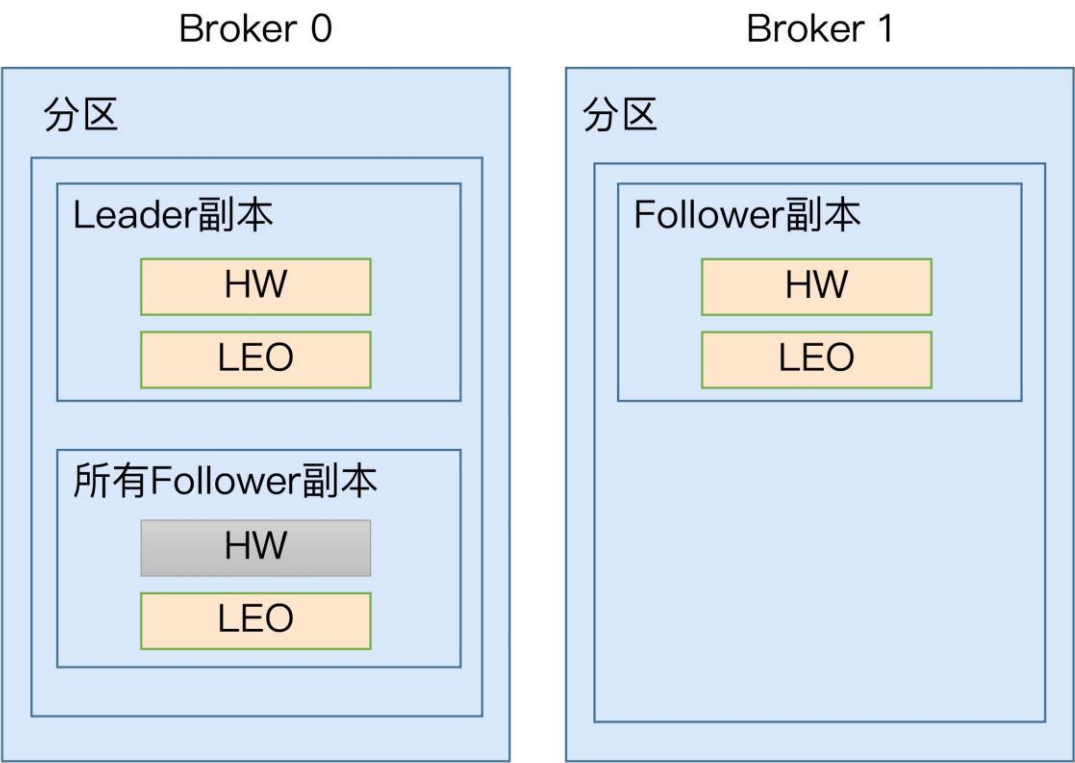 Broker 0
分区
Leader副本
HW
LEO
所有Follower副本
HW
LEO
Broker 1
分区
Follower副本
HW
LEO